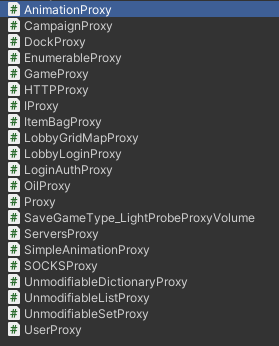 # AnimationProxy
# CampaignProxy
# DockProxy
# EnumerableProxy
# GameProxy
# HTTPProxy
# IProxy
# ItemBagProxy
# LobbyGridMapProxy
# LobbyLoginProxy
# LoginAuthProxy
# OilProxy
# Proxy
# SaveGameType_LightProbeProxyVolume
# ServersProxy
# SimpleAnimationProxy
# SOCKSProxy
# UnmodifiableDictionaryProxy
# UnmodifiableListProxy
# UnmodifiableSetProxy
# UserProxy